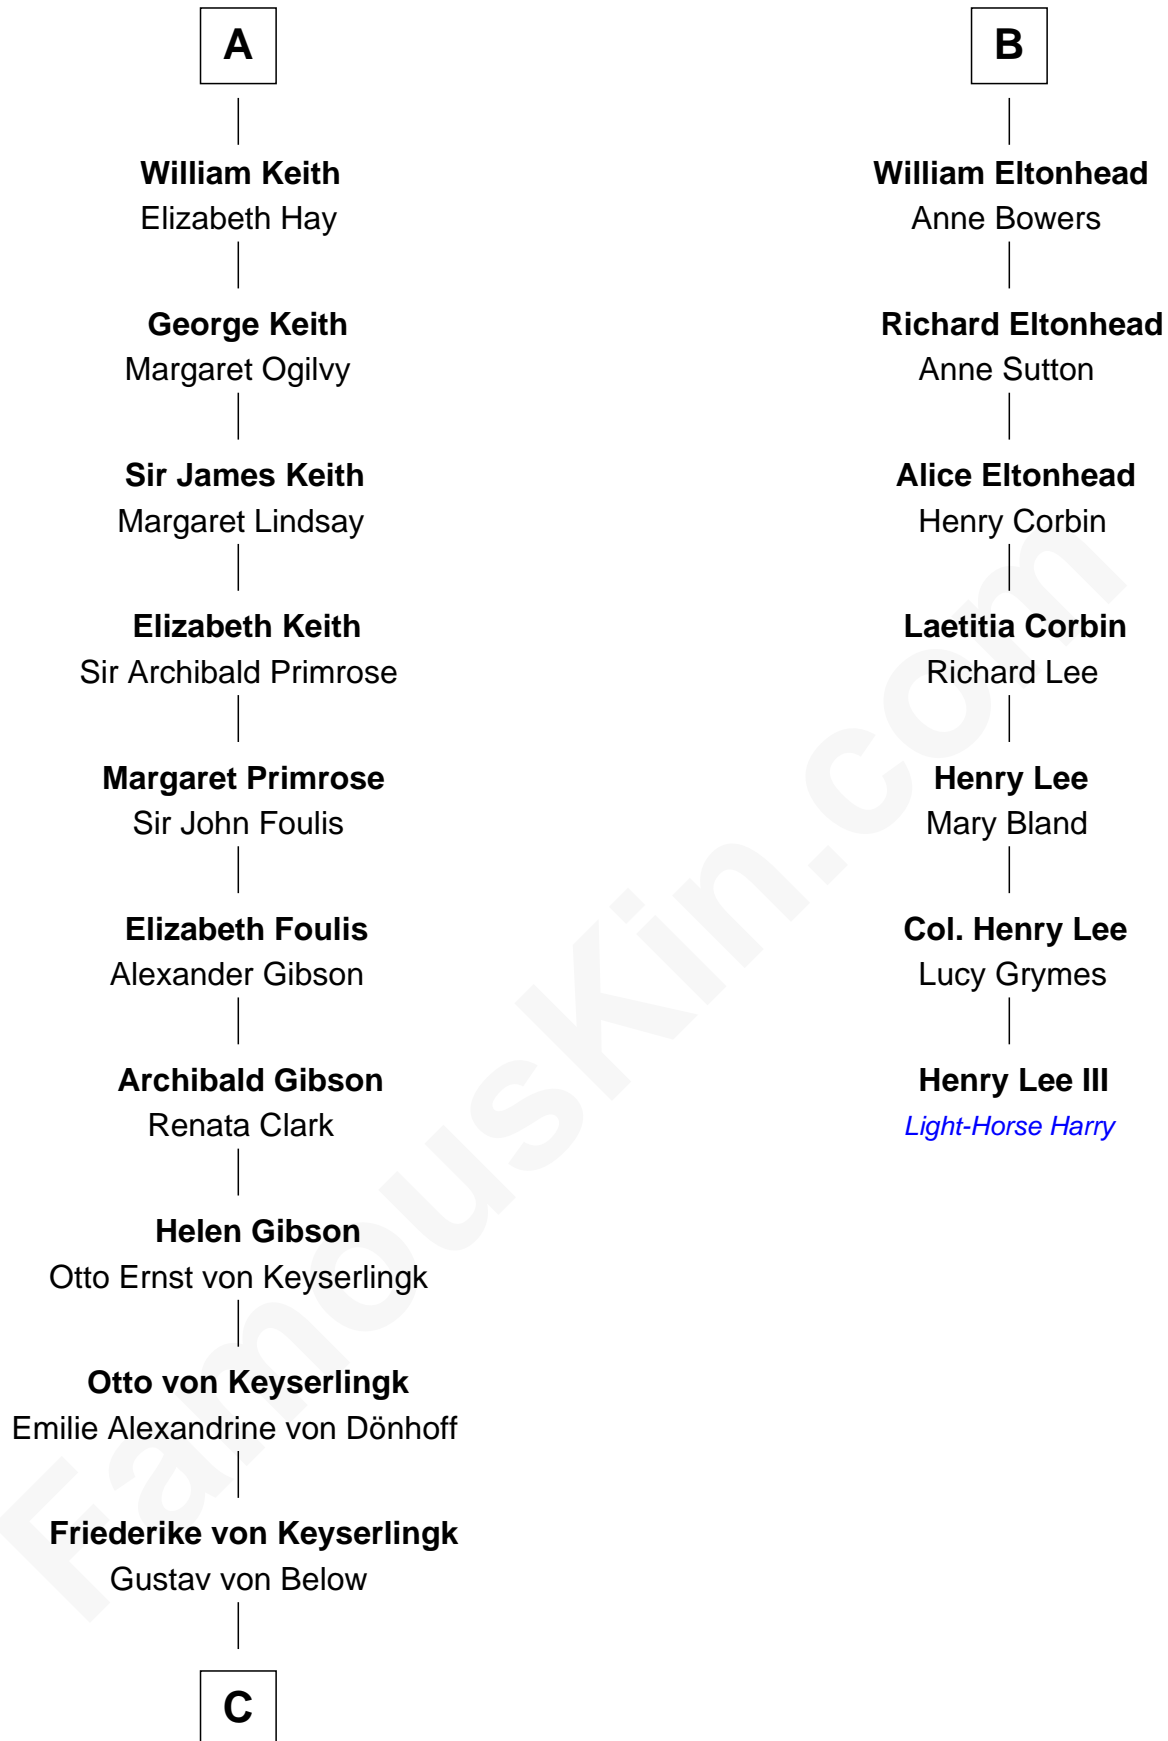 A
William Keith
Elizabeth Hay
George Keith
Margaret Ogilvy
Sir James Keith
Margaret Lindsay
Elizabeth Keith
Sir Archibald Primrose
Margaret Primrose
Sir John Foulis
Elizabeth Foulis
Alexander Gibson
Archibald Gibson
Renata Clark
Helen Gibson
Otto Ernst von Keyserlingk
Otto von Keyserlingk
Emilie Alexandrine von Dönhoff
Friederike von Keyserlingk
Gustav von Below
C
B
William Eltonhead
Anne Bowers
Richard Eltonhead
Anne Sutton
Alice Eltonhead
Henry Corbin
Laetitia Corbin
Richard Lee
Henry Lee
Mary Bland
Col. Henry Lee
Lucy Grymes
Henry Lee III
Light-Horse Harry
FamousKin.com